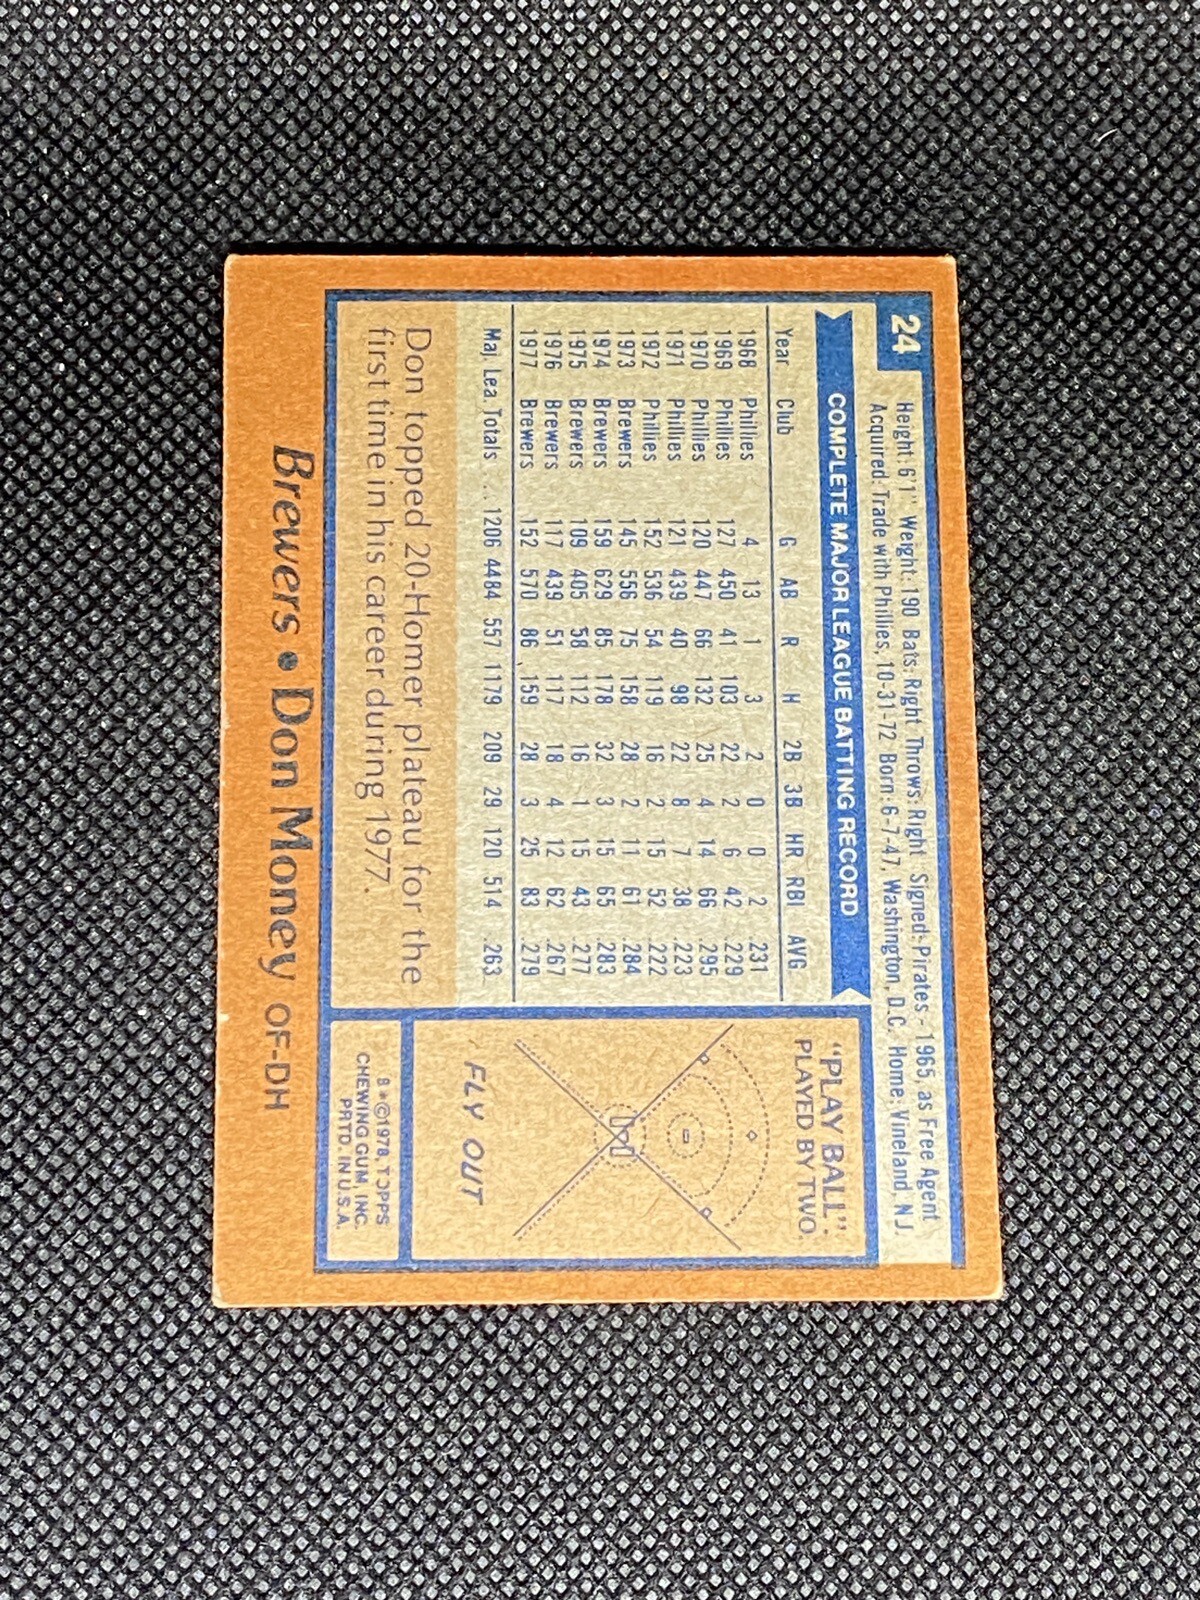 24
Height: 6'1" Weight: 190 Bats: Right Throws: Right Signed: Pirates - 1965, as Free Agent
Acquired: Trade with Phillies, 10-31-72 Born: 6-7-47, Washington, D.C. Home: Vineland, N.J.
COMPLETE MAJOR LEAGUE BATTING RECORD
Year Club G AB R H 2B 3B HR RBI AVG
1968 Phillies 4 13 1 3 2 0 0 2 .231
1969 Phillies 127 450 41 103 22 2 6 42 .229
1970 Phillies 120 447 66 132 25 4 14 66 .295
1971 Phillies 121 439 40 98 22 8 7 38 .223
1972 Phillies 152 536 54 119 16 2 15 52 .222
1973 Brewers 145 556 75 158 28 2 11 61 .284
1974 Brewers 159 629 85 178 32 3 15 65 .283
1975 Brewers 109 405 58 112 16 1 15 43 .277
1976 Brewers 117 439 51 117 18 4 12 62 .267
1977 Brewers 152 570 86 159 28 3 25 83 .279
Maj. Lea. Totals .. 1206 4484 557 1179 209 29 120 514 .263
Don topped 20-Homer plateau for the
first time in his career during 1977.
"PLAY BALL"
PLAYED BY TWO
FLY OUT
B*©1978, TOPPS
CHEWING GUM, INC.
PRTD. IN U.S.A.
Brewers • Don Money OF-DH